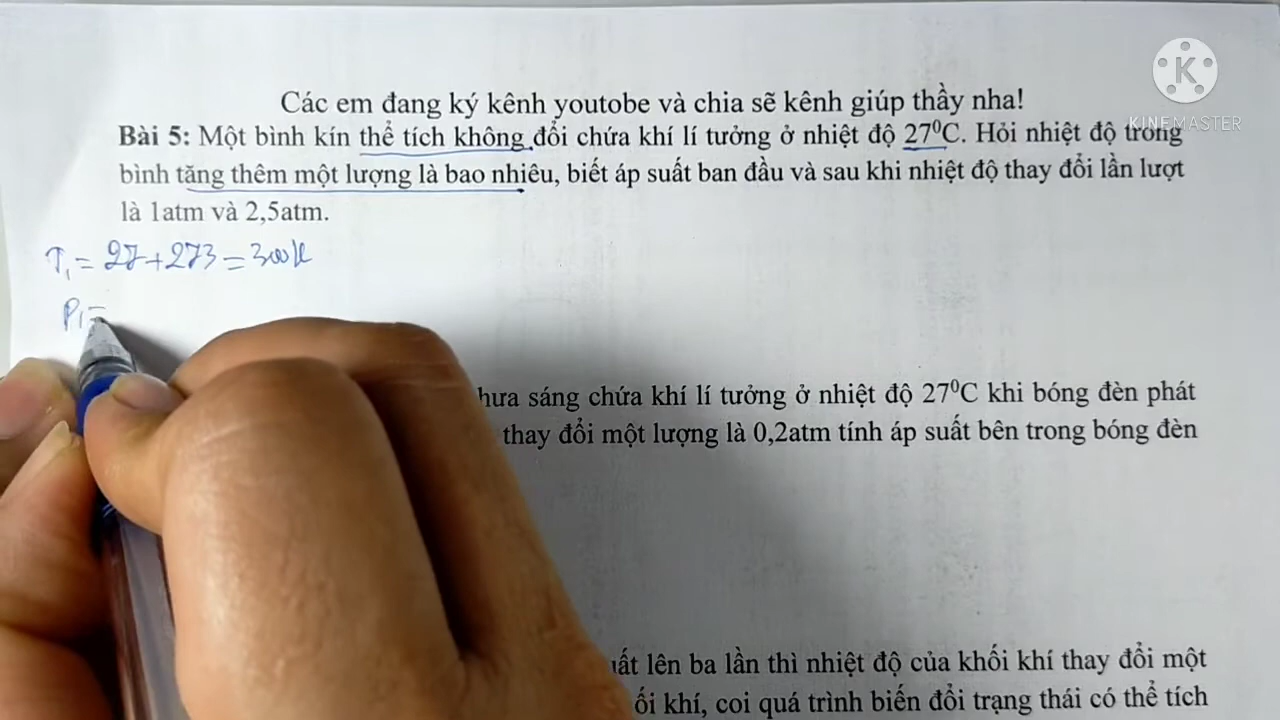 K
KINEMASTER
Các em đang ký kênh youtobe và chia sẽ kênh giúp thầy nha!
Bài 5: Một bình kín thể tích không đổi chứa khí lí tưởng ở nhiệt độ 27⁰C. Hỏi nhiệt độ trong
bình tăng thêm một lượng là bao nhiêu, biết áp suất ban đầu và sau khi nhiệt độ thay đổi lần lượt
là 1atm và 2,5atm.
T₁ = 27+273 = 300K
P₁ =
hưa sáng chứa khí lí tưởng ở nhiệt độ 27⁰C khi bóng đèn phát
thay đổi một lượng là 0,2atm tính áp suất bên trong bóng đèn
uất lên ba lần thì nhiệt độ của khối khí thay đổi một
ối khí, coi quá trình biến đổi trạng thái có thể tích